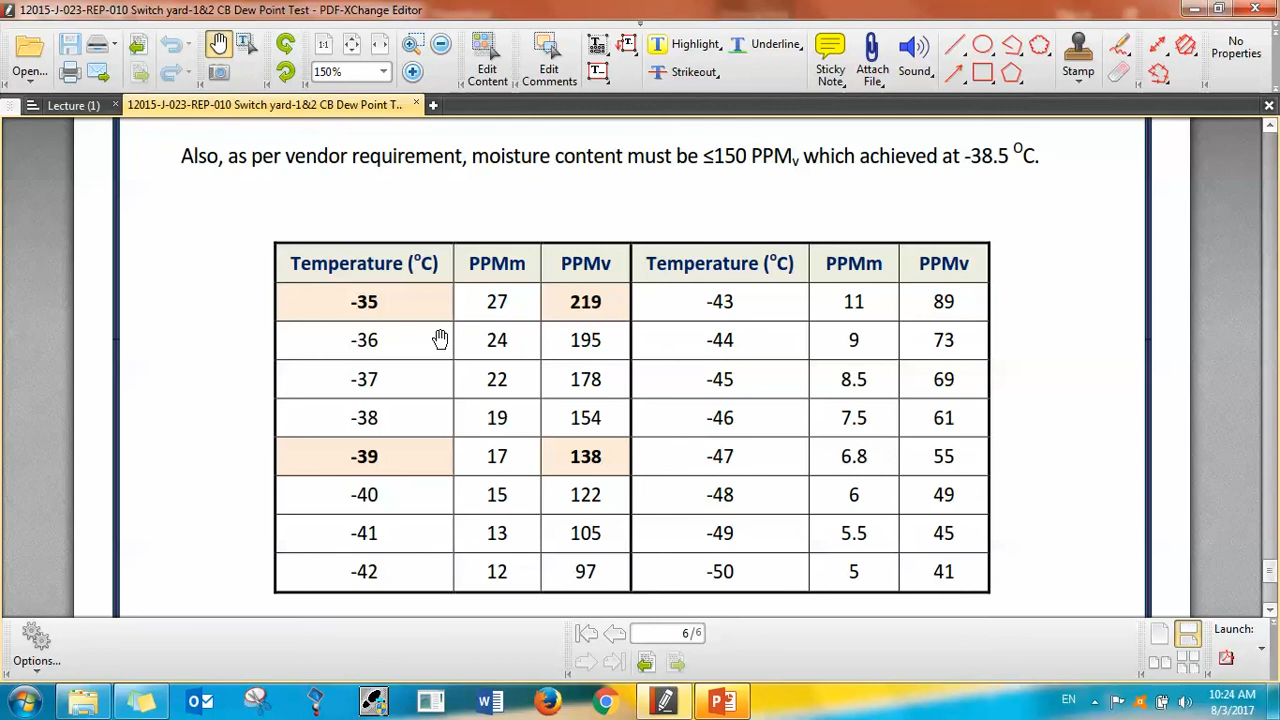 12015-J-023-REP-010 Switch yard-1&2 CB Dew Point Test - PDF-XChange Editor
Open...
1:1
150%
Edit Content
Edit Comments
Highlight
Underline
Strikeout
Sticky Note
Attach File
Sound
Stamp
No Properties
Lecture (1)
12015-J-023-REP-010 Switch yard-1&2 CB Dew Point T..
Also, as per vendor requirement, moisture content must be ≤150 PPMv which achieved at -38.5 OC.
Temperature (oC) PPMm PPMv Temperature (oC) PPMm PPMv
-35 27 219 -43 11 89
-36 24 195 -44 9 73
-37 22 178 -45 8.5 69
-38 19 154 -46 7.5 61
-39 17 138 -47 6.8 55
-40 15 122 -48 6 49
-41 13 105 -49 5.5 45
-42 12 97 -50 5 41
Options...
6/6
Launch:
EN
10:24 AM
8/3/2017